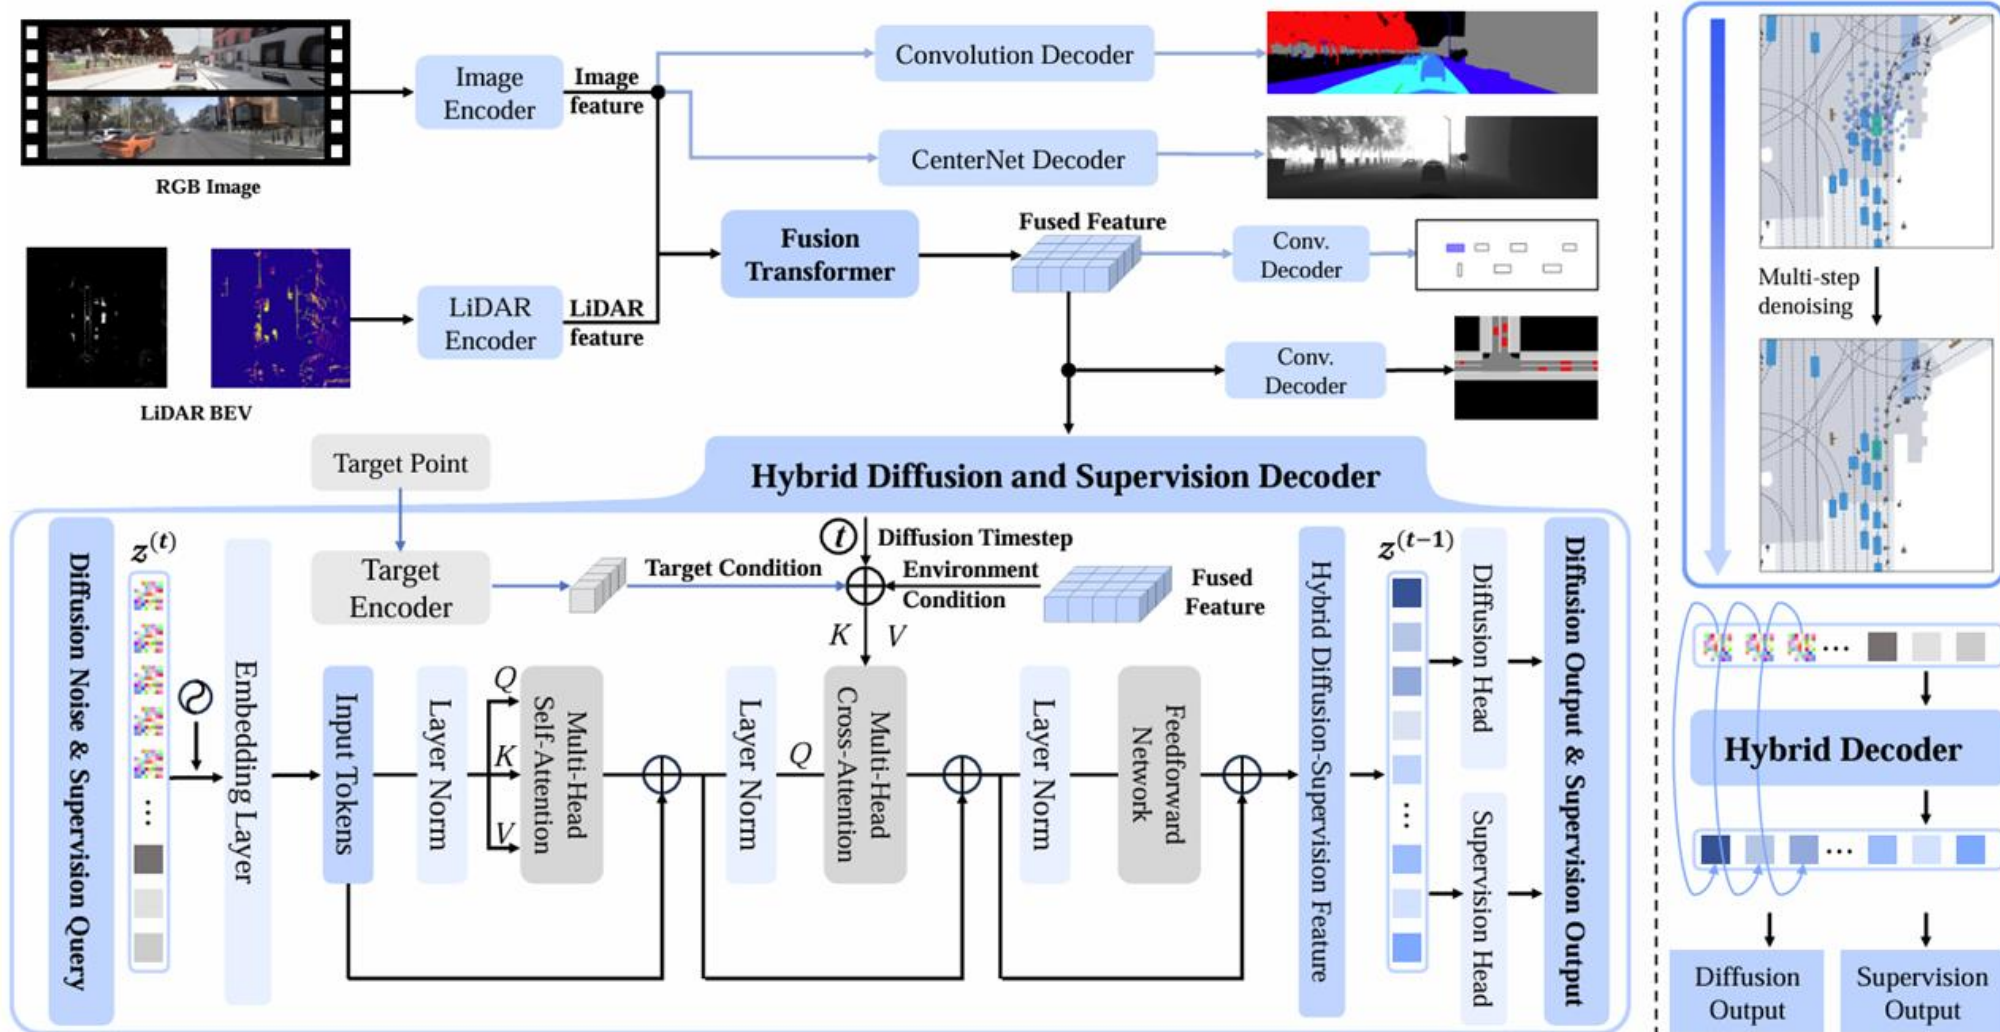 RGB Image
Image
Encoder
Image
feature
Convolution Decoder
CenterNet Decoder
LiDAR BEV
LiDAR
Encoder
LiDAR
feature
Fusion
Transformer
Fused Feature
Conv.
Decoder
Conv.
Decoder
Target Point
Hybrid Diffusion and Supervision Decoder
Diffusion Noise & Supervision Query
z^(t)
...
Embedding Layer
Target
Encoder
Target Condition
t
Diffusion Timestep
Environment
Condition
Fused
Feature
K V
Input Tokens
Layer Norm
Q
K
V
Multi-Head
Self-Attention
Layer Norm
Q
Multi-Head
Cross-Attention
Layer Norm
Feedforward
Network
Hybrid Diffusion-Supervision Feature
z^(t−1)
...
Diffusion Head
Supervision Head
Diffusion Output & Supervision Output
Multi-step
denoising
...
Hybrid Decoder
...
Diffusion
Output
Supervision
Output